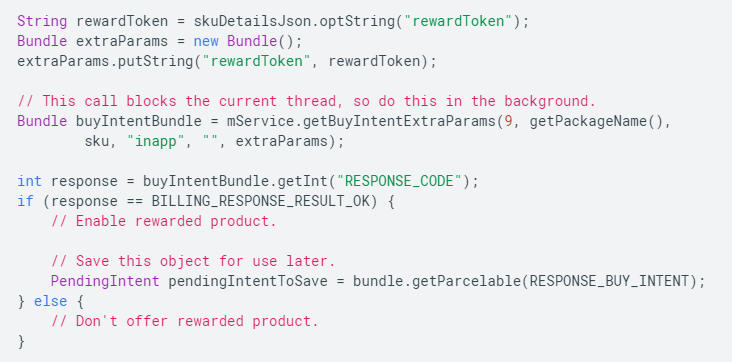 String rewardToken = skuDetailsJson.optString("rewardToken");
Bundle extraParams = new Bundle();
extraParams.putString("rewardToken", rewardToken);

// This call blocks the current thread, so do this in the background.
Bundle buyIntentBundle = mService.getBuyIntentExtraParams(9, getPackageName(),
        sku, "inapp", "", extraParams);

int response = buyIntentBundle.getInt("RESPONSE_CODE");
if (response == BILLING_RESPONSE_RESULT_OK) {
    // Enable rewarded product.

    // Save this object for use later.
    PendingIntent pendingIntentToSave = bundle.getParcelable(RESPONSE_BUY_INTENT);
} else {
    // Don't offer rewarded product.
}